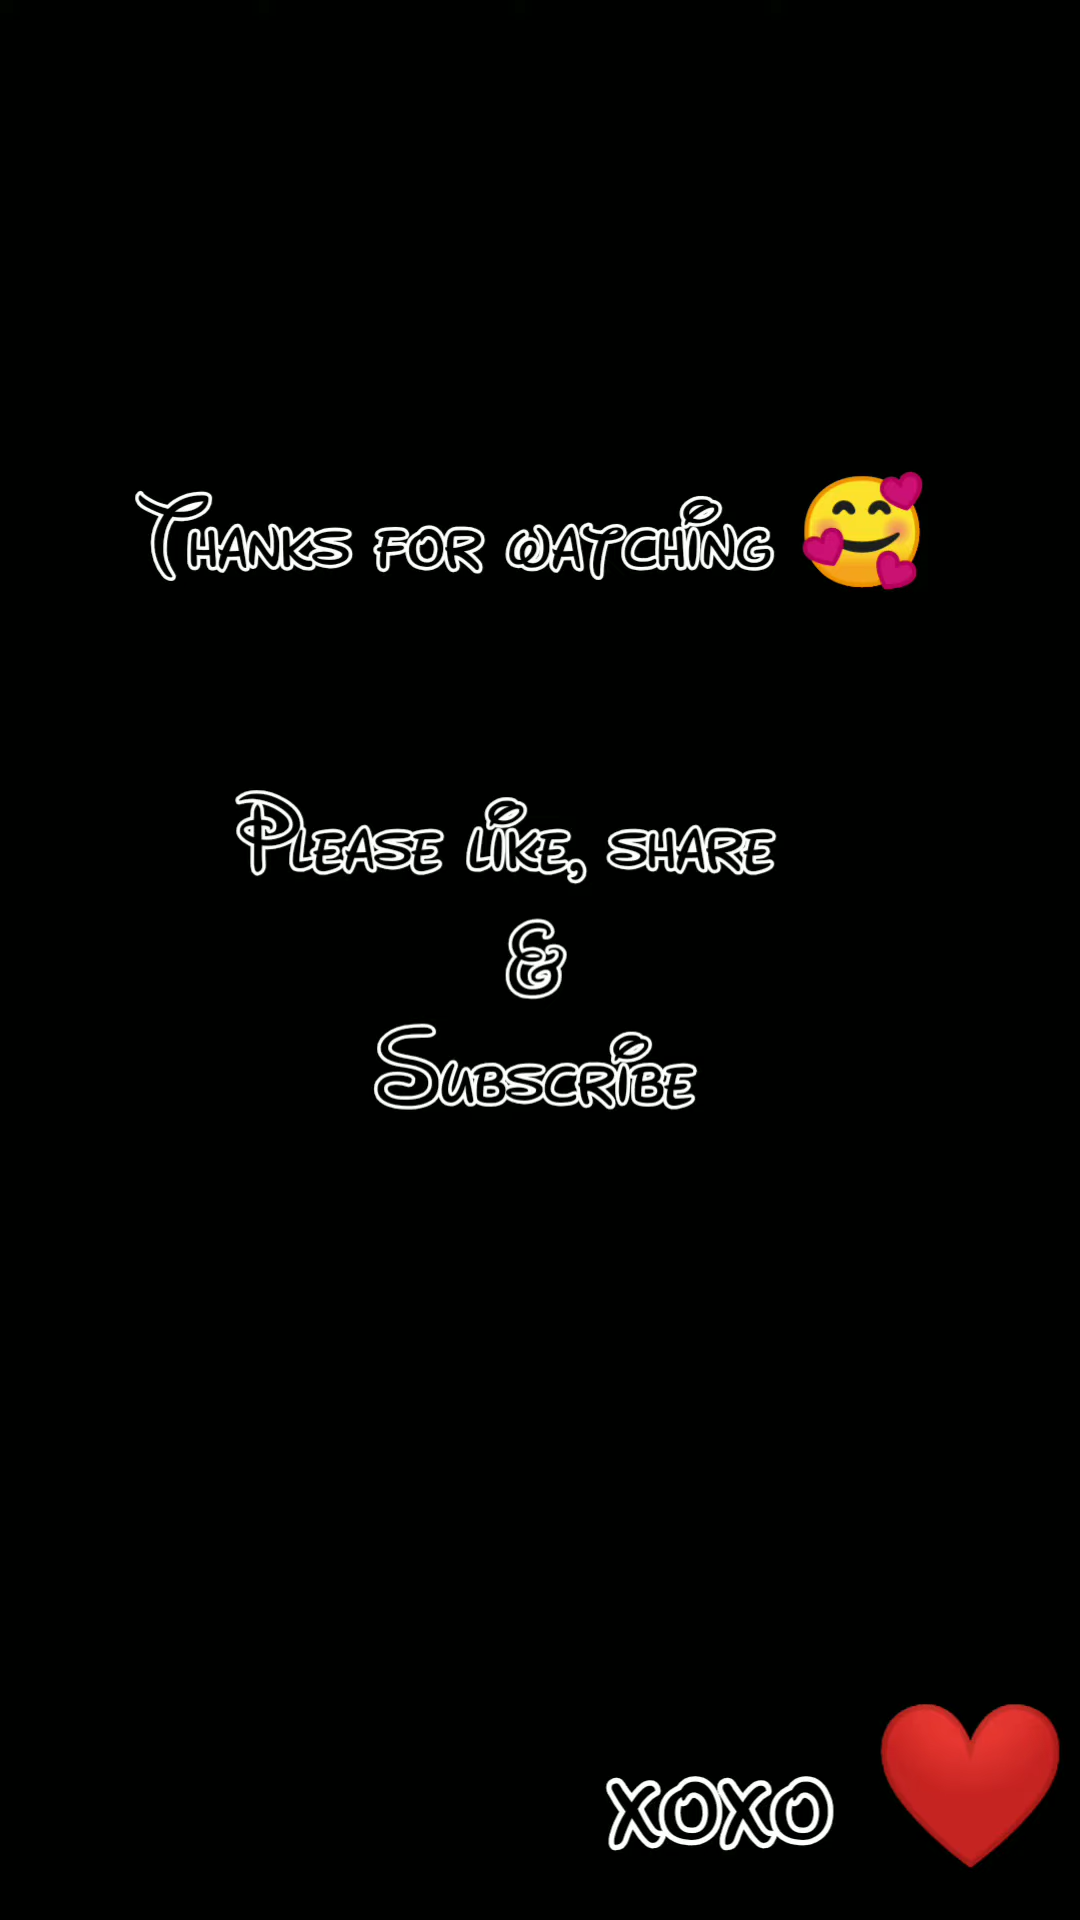 Thanks for watching 🥰
Please like, share
&
Subscribe
xoxo ❤️